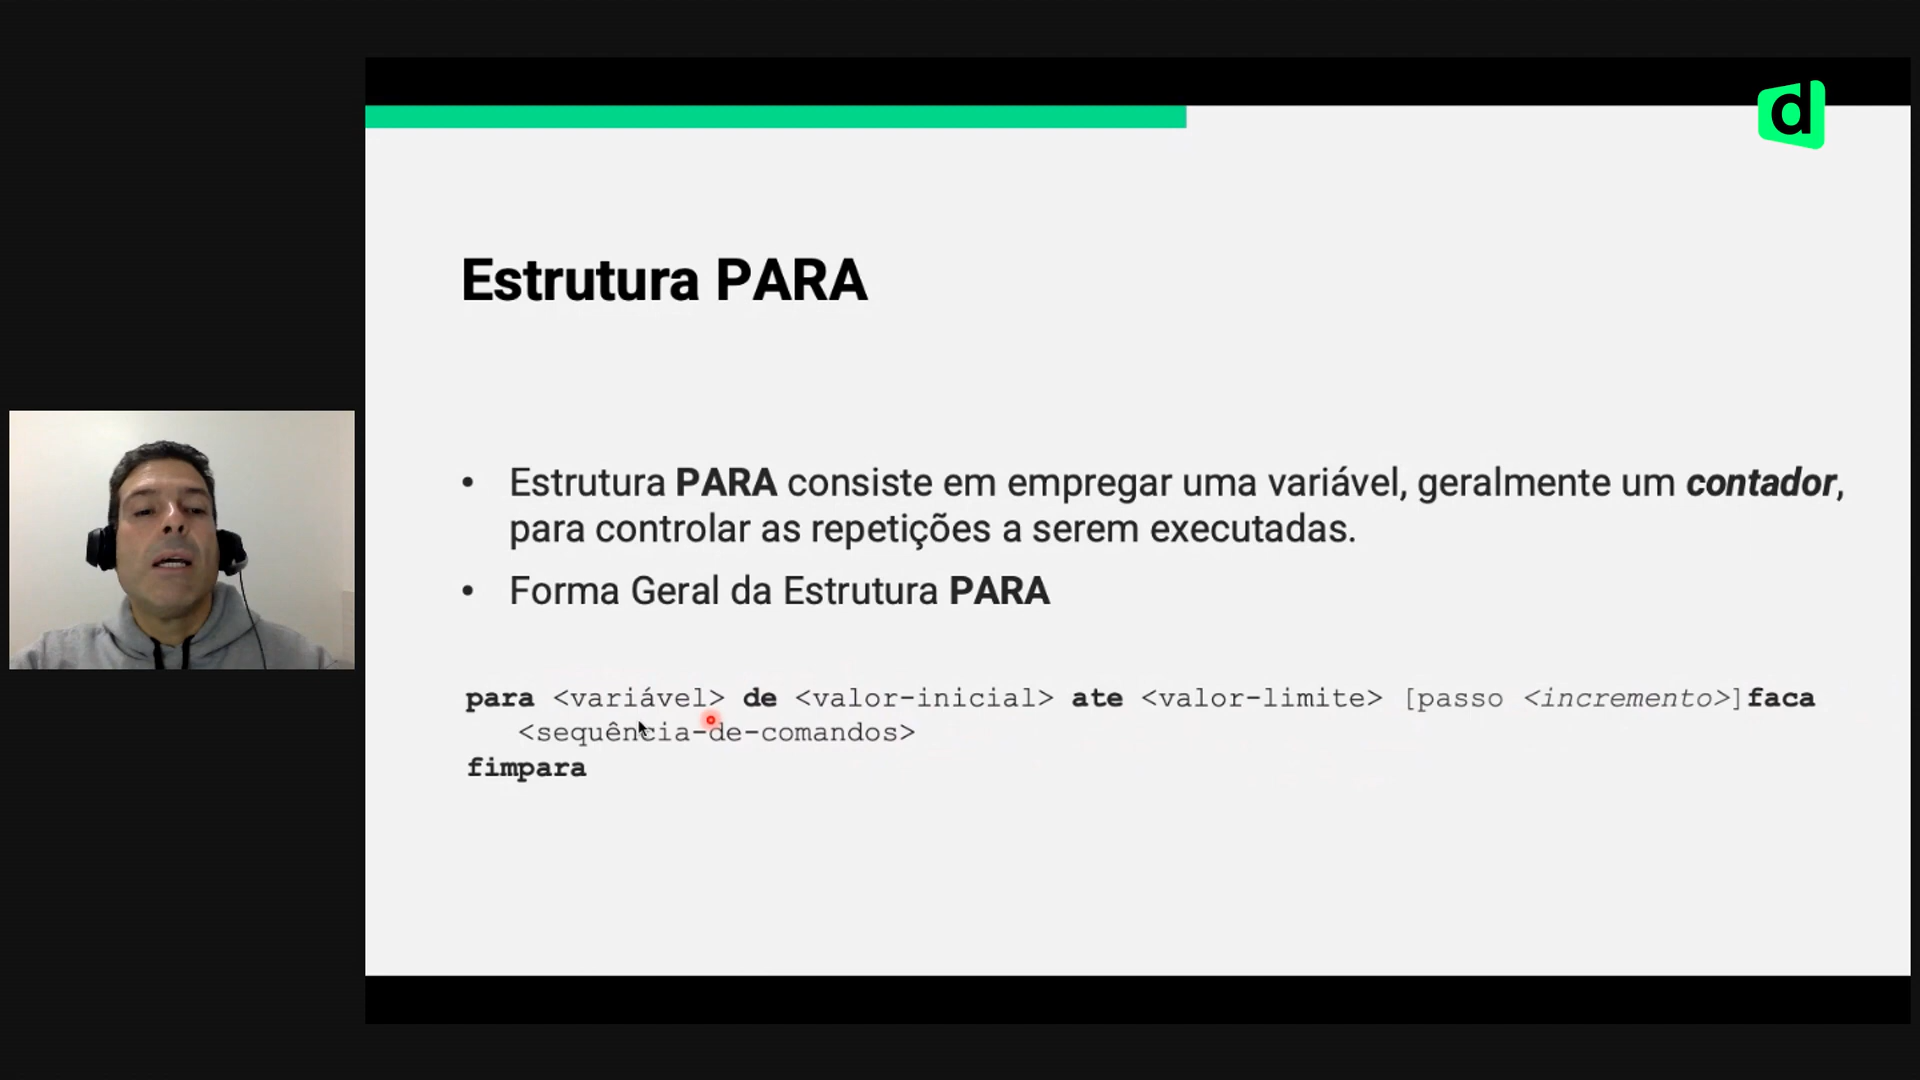 d
Estrutura PARA
• Estrutura PARA consiste em empregar uma variável, geralmente um contador,
para controlar as repetições a serem executadas.
• Forma Geral da Estrutura PARA
para <variável> de <valor-inicial> ate <valor-limite> [passo <incremento>]faca
<sequência-de-comandos>
fimpara